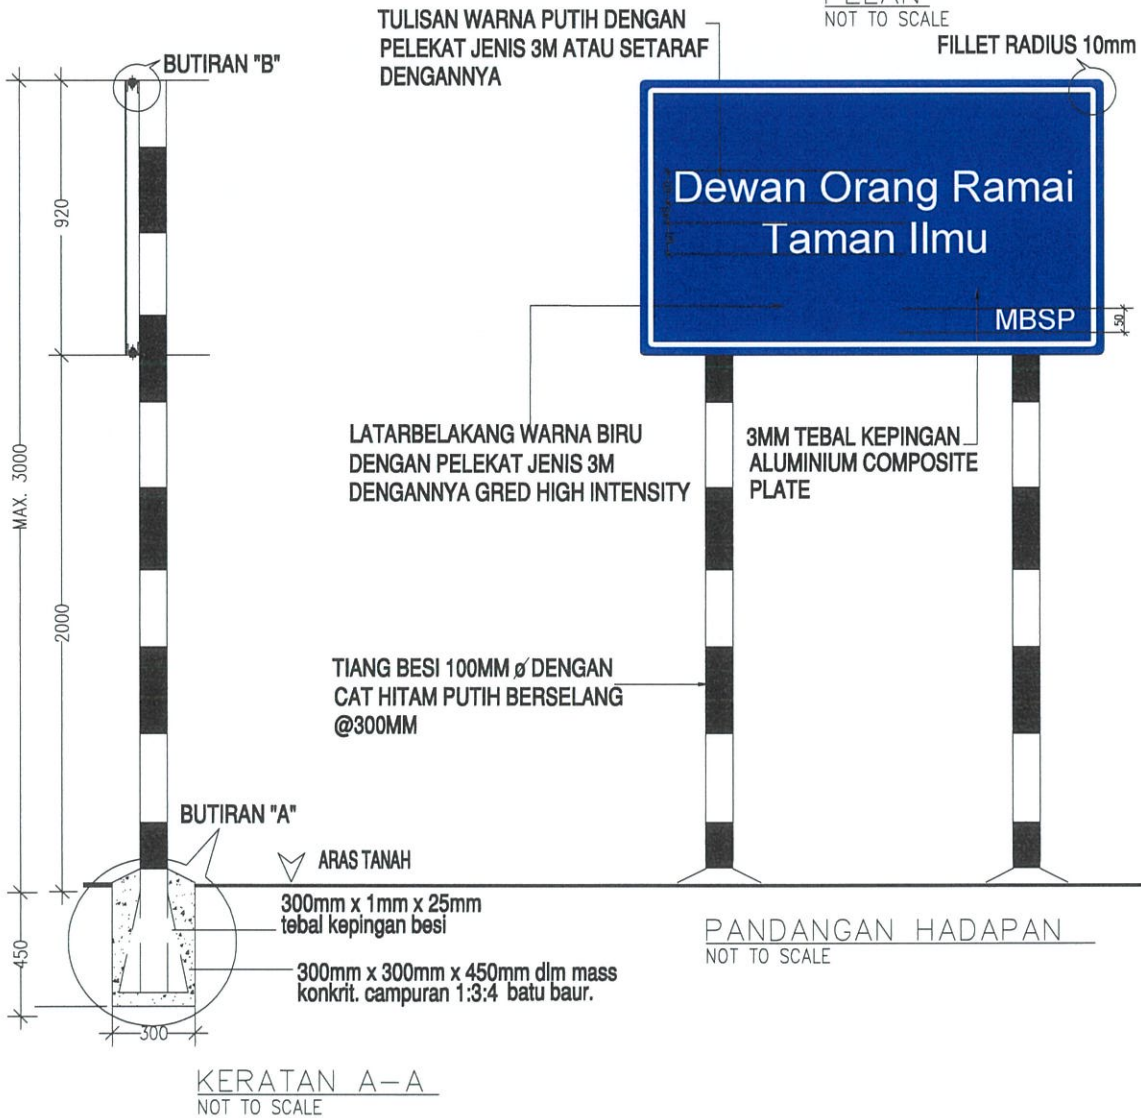 NOT TO SCALE
TULISAN WARNA PUTIH DENGAN
PELEKAT JENIS 3M ATAU SETARAF
DENGANNYA
FILLET RADIUS 10mm
BUTIRAN "B"
920
MAX. 3000
2000
450
300
Dewan Orang Ramai
Taman Ilmu
MBSP
50
LATARBELAKANG WARNA BIRU
DENGAN PELEKAT JENIS 3M
DENGANNYA GRED HIGH INTENSITY
3MM TEBAL KEPINGAN
ALUMINIUM COMPOSITE
PLATE
TIANG BESI 100MM ø DENGAN
CAT HITAM PUTIH BERSELANG
@300MM
BUTIRAN "A"
ARAS TANAH
300mm x 1mm x 25mm
tebal kepingan besi
300mm x 300mm x 450mm dlm mass
konkrit. campuran 1:3:4 batu baur.
PANDANGAN HADAPAN
NOT TO SCALE
KERATAN A-A
NOT TO SCALE